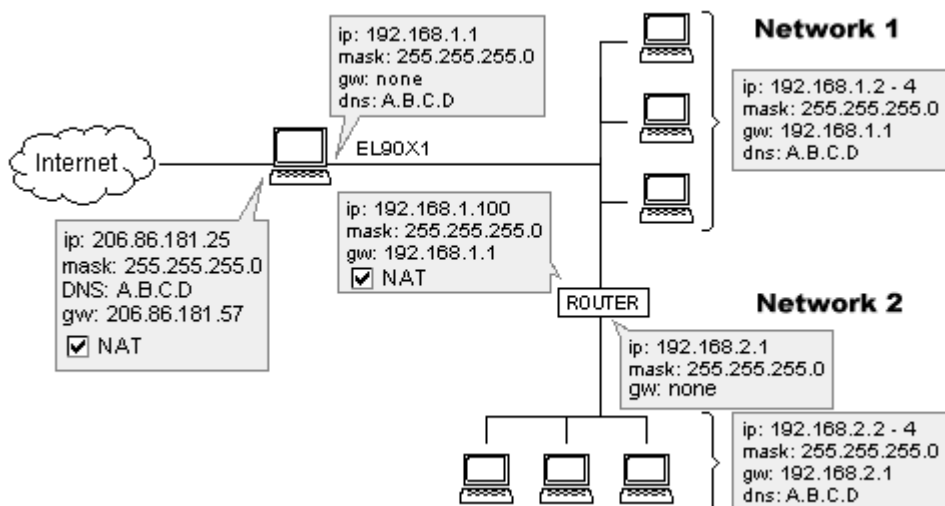 ip: 192.168.1.1
mask: 255.255.255.0
gw: none
dns: A.B.C.D
Network 1
ip: 192.168.1.2 - 4
mask: 255.255.255.0
gw: 192.168.1.1
dns: A.B.C.D
Internet
EL90X1
ip: 206.86.181.25
mask: 255.255.255.0
DNS: A.B.C.D
gw: 206.86.181.57
NAT
ip: 192.168.1.100
mask: 255.255.255.0
gw: 192.168.1.1
NAT
ROUTER
Network 2
ip: 192.168.2.1
mask: 255.255.255.0
gw: none
ip: 192.168.2.2 - 4
mask: 255.255.255.0
gw: 192.168.2.1
dns: A.B.C.D